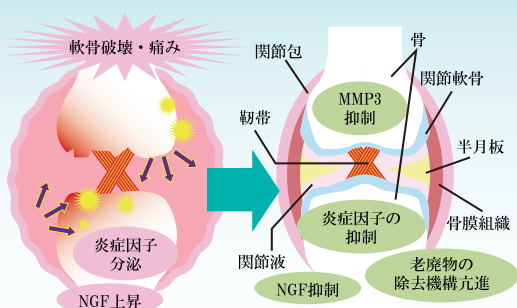 軟骨破壊・痛み
炎症因子
分泌
NGF上昇
骨
関節包
関節軟骨
MMP3
抑制
靭帯
半月板
炎症因子の
抑制
骨膜組織
関節液
NGF抑制
老廃物の
除去機構亢進